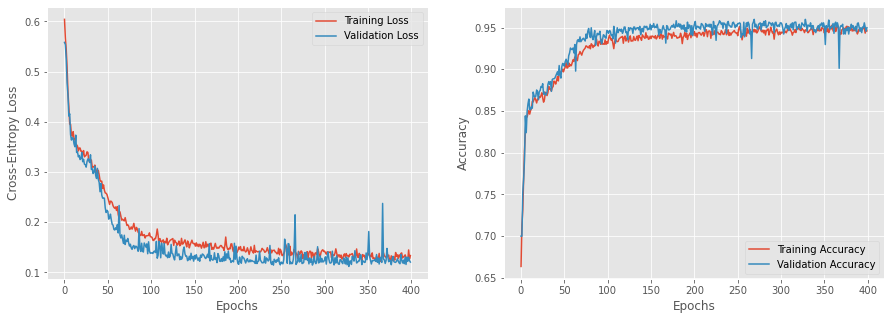 0.6
0.5
0.4
0.3
0.2
0.1
Cross-Entropy Loss
0 50 100 150 200 250 300 350 400
Epochs
Training Loss
Validation Loss
0.95
0.90
0.85
0.80
0.75
0.70
0.65
Accuracy
0 50 100 150 200 250 300 350 400
Epochs
Training Accuracy
Validation Accuracy